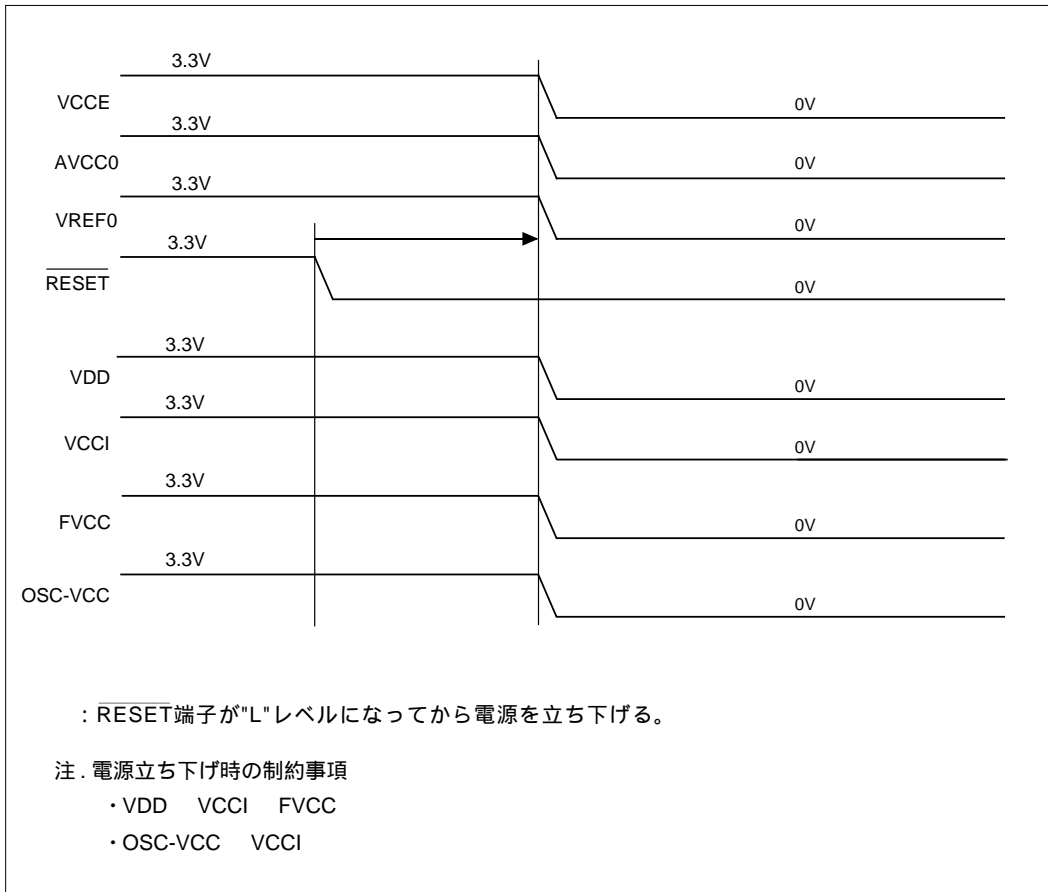 3.3V
VCCE
0V
3.3V
AVCC0
0V
3.3V
VREF0
0V
3.3V
RESET
0V
3.3V
VDD
0V
3.3V
VCCI
0V
3.3V
FVCC
0V
3.3V
OSC-VCC
0V
: RESET端子が"L"レベルになってから電源を立ち下げる。
注.電源立ち下げ時の制約事項
・VDD VCCI FVCC
・OSC-VCC VCCI